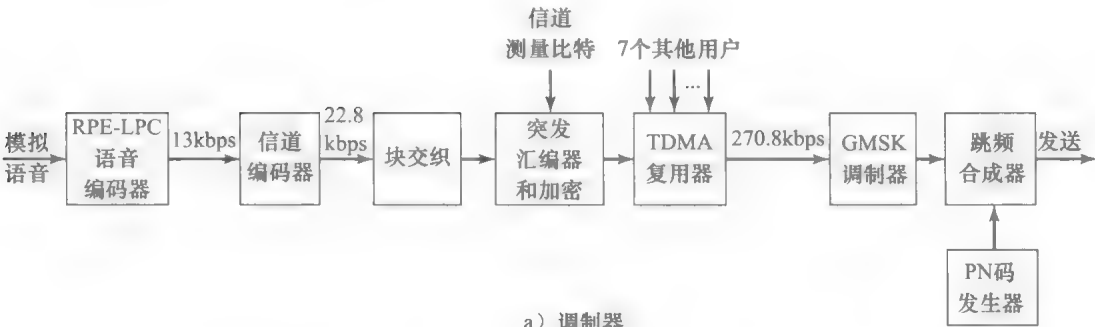 信道
测量比特
7个其他用户
...
模拟
语音
RPE-LPC
语音
编码器
13kbps
信道
编码器
22.8
kbps
块交织
突发
汇编器
和加密
TDMA
复用器
270.8kbps
GMSK
调制器
跳频
合成器
发送
PN码
发生器
a）调制器